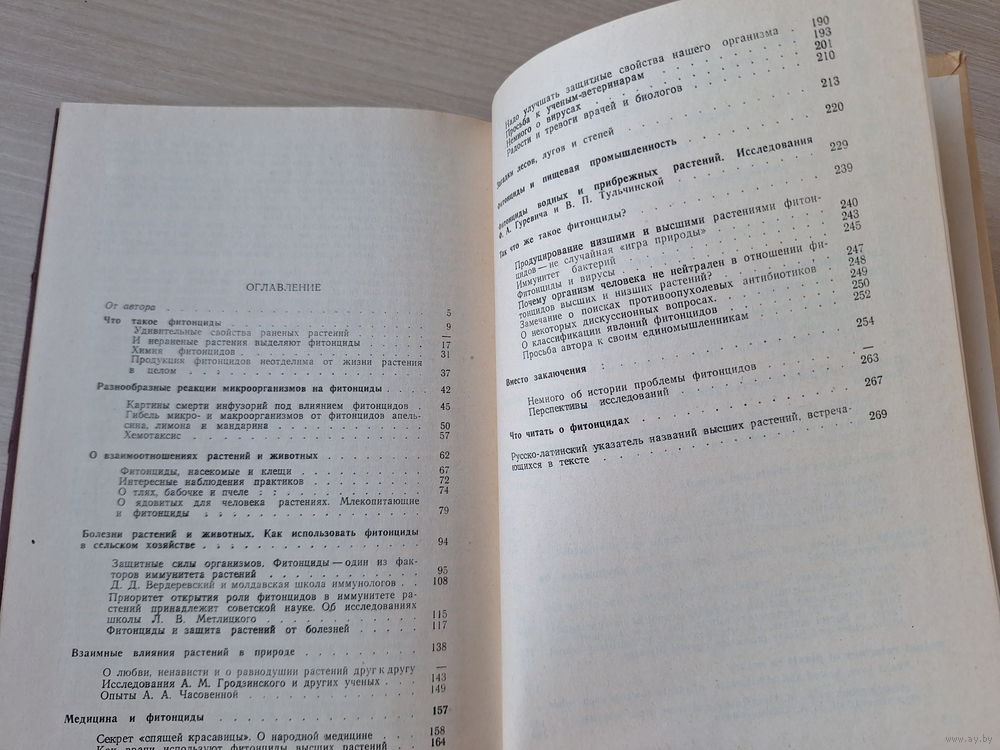 ОГЛАВЛЕНИЕ
От автора . . . . . . . . . . . 5
Что такое фитонциды . . . . . . . . 9
Удивительные свойства раненых растений . . . —
И нераненые растения выделяют фитонциды . . . 17
Химия фитонцидов . . . . . . . . 31
Продукция фитонцидов неотделима от жизни растения
в целом . . . . . . . . . . . 37
Разнообразные реакции микроорганизмов на фитонциды . 42
Картины смерти инфузорий под влиянием фитонцидов . 45
Гибель микро- и макроорганизмов от фитонцидов апель-
сина, лимона и мандарина . . . . . . . 50
Хемотаксис . . . . . . . . . . 57
О взаимоотношениях растений и животных . . . . 62
Фитонциды, насекомые и клещи . . . . . . 67
Интересные наблюдения практиков . . . . . 72
О тлях, бабочке и пчеле : : . . . . . . 74
О ядовитых для человека растениях. Млекопитающие
и фитонциды . . . . . . . . . . 79
Болезни растений и животных. Как использовать фитонциды
в сельском хозяйстве . . . . . . . . . 94
Защитные силы организмов. Фитонциды — один из фак-
торов иммунитета растений . . . . . . . 95
Д. Д. Вердеревский и молдавская школа иммунологов . . 108
Приоритет открытия роли фитонцидов в иммунитете ра-
стений принадлежит советской науке. Об исследованиях
школы Л. В. Метлицкого . . . . . . . . 115
Фитонциды и защита растений от болезней . . . . . 117
Взаимные влияния растений в природе . . . . . . 138
О любви, ненависти и о равнодушии растений друг к другу —
Исследования А. М. Гродзинского и других ученых . . . 143
Опыты А. А. Часовенной . . . . . . . . 149
Медицина и фитонциды . . . . . . . . . 157
Секрет «спящей красавицы». О народной медицине . . . 158
Как врачи используют фитонциды высших растений . . . 164
Надо улучшать защитные свойства нашего организма . 190
Просьба к ученым-ветеринарам . . . . . . . 193
Немного о вирусах . . . . . . . . . 201
Радости и тревоги врачей и биологов . . . . . 210
Загадки лесов, лугов и степей . . . . . . . 213
Фитонциды и пищевая промышленность . . . . . 220
Фитонциды водных и прибрежных растений. Исследования
Ф. А. Гуревича и В. П. Тульчинской . . . . . . 229
Так что же такое фитонциды? . . . . . . . 239
Продуцирование низшими и высшими растениями фитон-
цидов — не случайная «игра природы» . . . . . 240
Иммунитет бактерий . . . . . . . . . 243
Фитонциды и вирусы . . . . . . . . . 245
Почему организм человека не нейтрален в отношении фи-
тонцидов высших и низших растений? . . . . . 247
Замечание о поисках противоопухолевых антибиотиков . 248
О некоторых дискуссионных вопросах. . . . . . 249
О классификации явлений фитонцидов . . . . . 250
Просьба автора к своим единомышленникам . . . . 252
Вместо заключения : . . . . . . . . . 254
Немного об истории проблемы фитонцидов . . . . —
Перспективы исследований . . . . . . . . 263
Что читать о фитонцидах . . . . . . . . 267
Русско-латинский указатель названий высших растений, встреча-
ющихся в тексте . . . . . . . . . . 269
www.ay.by